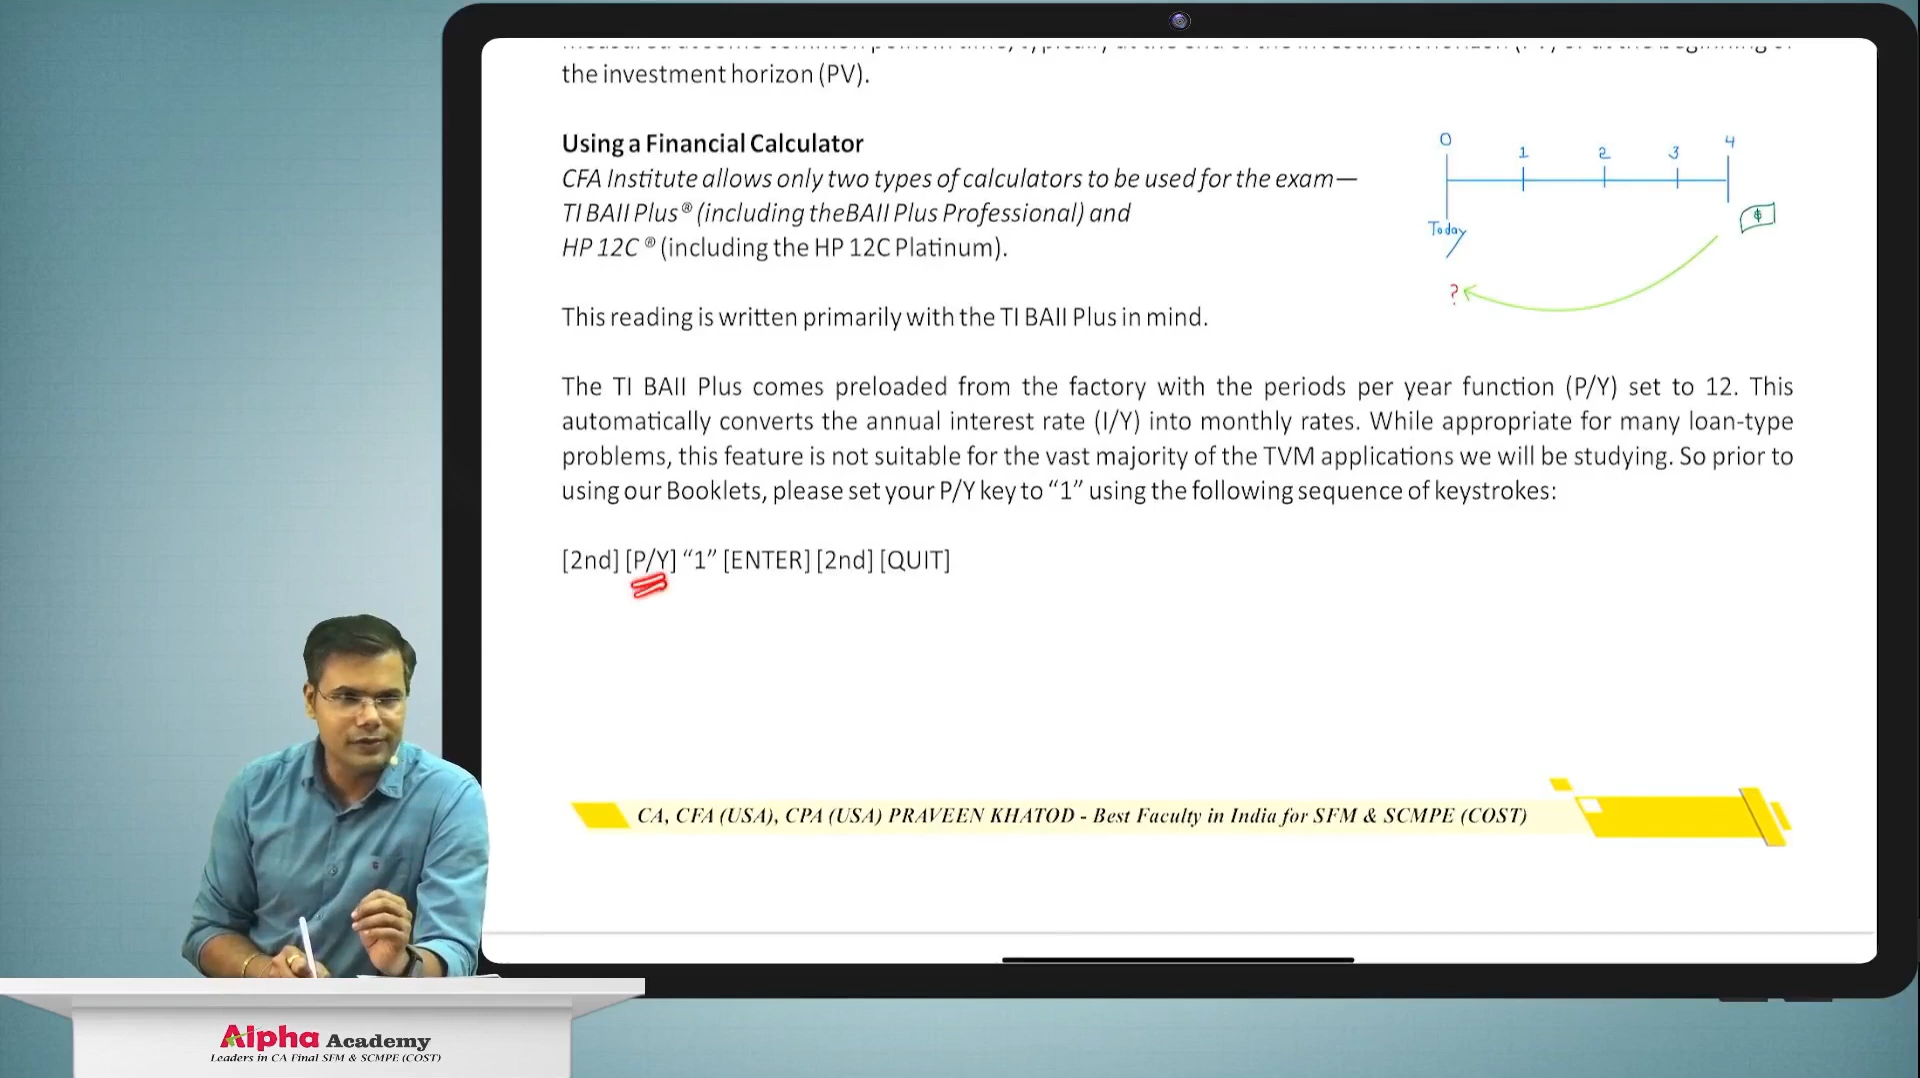 the investment horizon (PV).
Using a Financial Calculator
CFA Institute allows only two types of calculators to be used for the exam—
TI BAII Plus® (including theBAII Plus Professional) and
HP 12C ® (including the HP 12C Platinum).
0 1 2 3 4
Today
$
?
This reading is written primarily with the TI BAII Plus in mind.
The TI BAII Plus comes preloaded from the factory with the periods per year function (P/Y) set to 12. This
automatically converts the annual interest rate (I/Y) into monthly rates. While appropriate for many loan-type
problems, this feature is not suitable for the vast majority of the TVM applications we will be studying. So prior to
using our Booklets, please set your P/Y key to “1” using the following sequence of keystrokes:
[2nd] [P/Y] “1” [ENTER] [2nd] [QUIT]
CA, CFA (USA), CPA (USA) PRAVEEN KHATOD - Best Faculty in India for SFM & SCMPE (COST)
Alpha Academy
Leaders in CA Final SFM & SCMPE (COST)